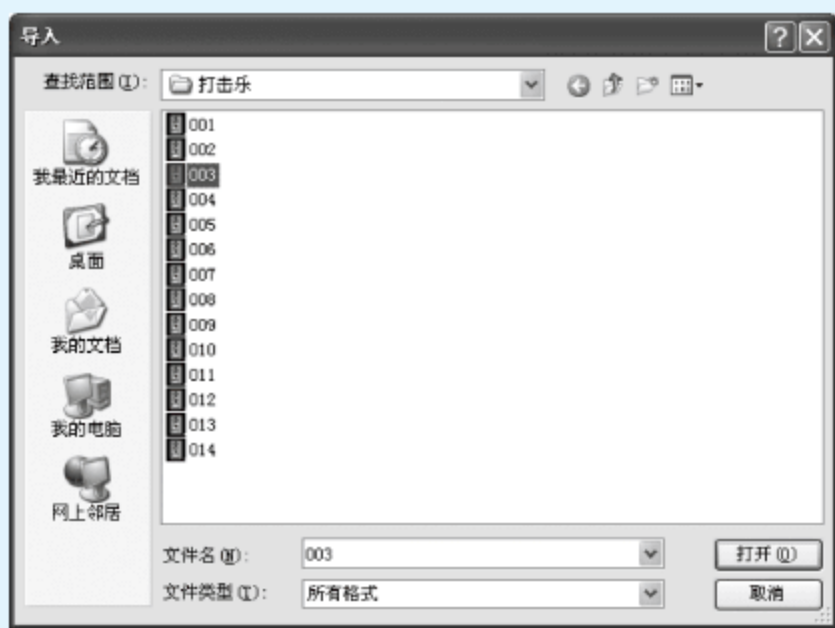 导入
查找范围(I): 打击乐
我最近的文档
桌面
我的文档
我的电脑
网上邻居
001
002
003
004
005
006
007
008
009
010
011
012
013
014
文件名(N): 003 打开(O)
文件类型(T): 所有格式 取消